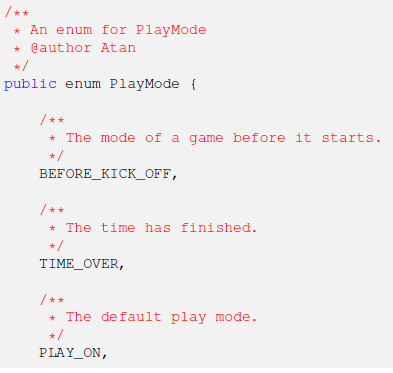 /**
 * An enum for PlayMode
 * @author Atan
 */
public enum PlayMode {
    /**
     * The mode of a game before it starts.
     */
    BEFORE_KICK_OFF,
    /**
     * The time has finished.
     */
    TIME_OVER,
    /**
     * The default play mode.
     */
    PLAY_ON,